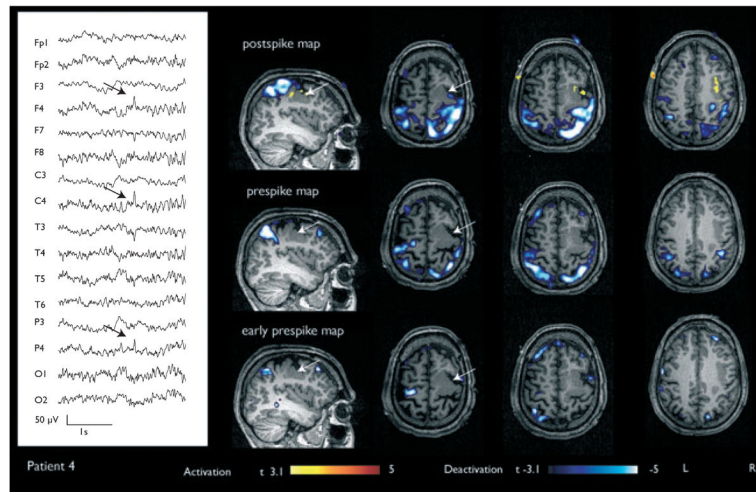 Fp1
Fp2
F3
F4
F7
F8
C3
C4
T3
T4
T5
T6
P3
P4
O1
O2
50 µV
1s
postspike map
prespike map
early prespike map
Patient 4
Activation t 3.1 5
Deactivation t -3.1 -5 L R